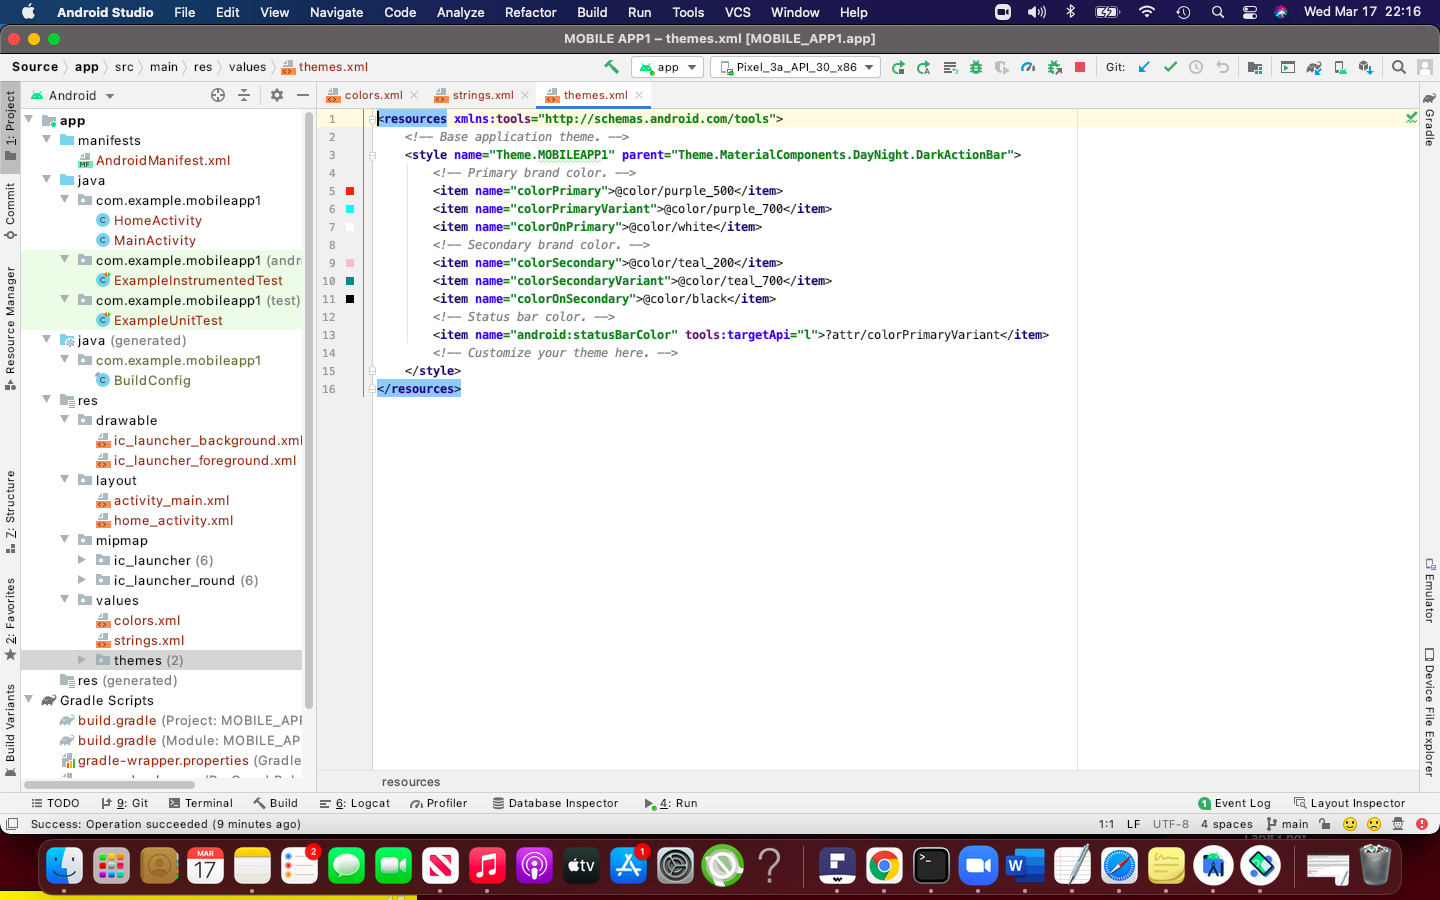 Android Studio File Edit View Navigate Code Analyze Refactor Build Run Tools VCS Window Help Wed Mar 17 22:16
MOBILE APP1 – themes.xml [MOBILE_APP1.app]
Source app src main res values themes.xml app Pixel_3a_API_30_x86 Git:
Android
colors.xml strings.xml themes.xml
1: Project
Commit
Resource Manager
Z: Structure
2: Favorites
Build Variants
app
manifests
AndroidManifest.xml
java
com.example.mobileapp1
HomeActivity
MainActivity
com.example.mobileapp1 (andr
ExampleInstrumentedTest
com.example.mobileapp1 (test)
ExampleUnitTest
java (generated)
com.example.mobileapp1
BuildConfig
res
drawable
ic_launcher_background.xml
ic_launcher_foreground.xml
layout
activity_main.xml
home_activity.xml
mipmap
ic_launcher (6)
ic_launcher_round (6)
values
colors.xml
strings.xml
themes (2)
res (generated)
Gradle Scripts
build.gradle (Project: MOBILE_APP
build.gradle (Module: MOBILE_AP
gradle-wrapper.properties (Gradle
1 <resources xmlns:tools="http://schemas.android.com/tools">
2 <!-- Base application theme. -->
3 <style name="Theme.MOBILEAPP1" parent="Theme.MaterialComponents.DayNight.DarkActionBar">
4 <!-- Primary brand color. -->
5 <item name="colorPrimary">@color/purple_500</item>
6 <item name="colorPrimaryVariant">@color/purple_700</item>
7 <item name="colorOnPrimary">@color/white</item>
8 <!-- Secondary brand color. -->
9 <item name="colorSecondary">@color/teal_200</item>
10 <item name="colorSecondaryVariant">@color/teal_700</item>
11 <item name="colorOnSecondary">@color/black</item>
12 <!-- Status bar color. -->
13 <item name="android:statusBarColor" tools:targetApi="l">?attr/colorPrimaryVariant</item>
14 <!-- Customize your theme here. -->
15 </style>
16 </resources>
Gradle
Emulator
Device File Explorer
resources
TODO 9: Git Terminal Build 6: Logcat Profiler Database Inspector 4: Run 1 Event Log Layout Inspector
Success: Operation succeeded (9 minutes ago) 1:1 LF UTF-8 4 spaces main
MAR
17
2
tv
1
W